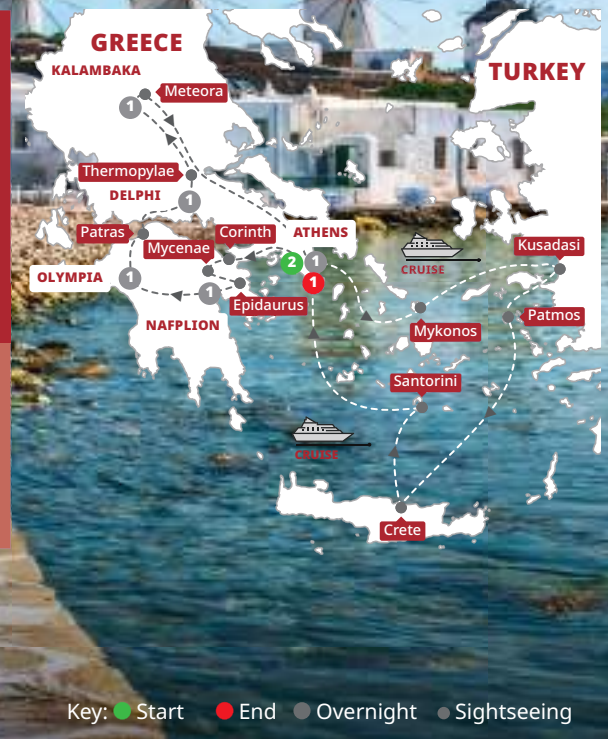 GREECE
KALAMBAKA
TURKEY
Meteora
1
Thermopylae
DELPHI
1
Patras
Corinth
ATHENS
Mycenae
Kusadasi
2
1
CRUISE
OLYMPIA
1
1
1
Epidaurus
Patmos
NAFPLION
Mykonos
Santorini
CRUISE
Crete
Key: Start End Overnight Sightseeing